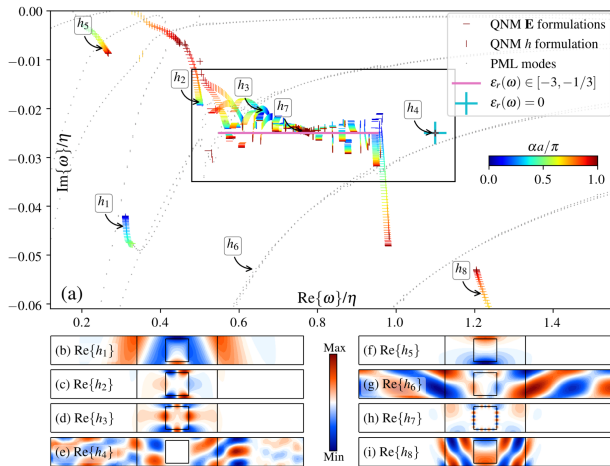 0.00
−0.01
−0.02
−0.03
−0.04
−0.05
−0.06
Im{ω}/η
h₅
h₂
h₃
h₇
h₄
h₁
h₆
h₈
QNM E formulations
QNM h formulation
PML modes
εᵣ(ω) ∈ [−3, −1/3]
εᵣ(ω) = 0
αa/π
0.0 0.5 1.0
(a)
0.2 0.4 0.6 0.8 1.0 1.2 1.4
Re{ω}/η
(b) Re{h₁}
(c) Re{h₂}
(d) Re{h₃}
(e) Re{h₄}
Max
Min
(f) Re{h₅}
(g) Re{h₆}
(h) Re{h₇}
(i) Re{h₈}